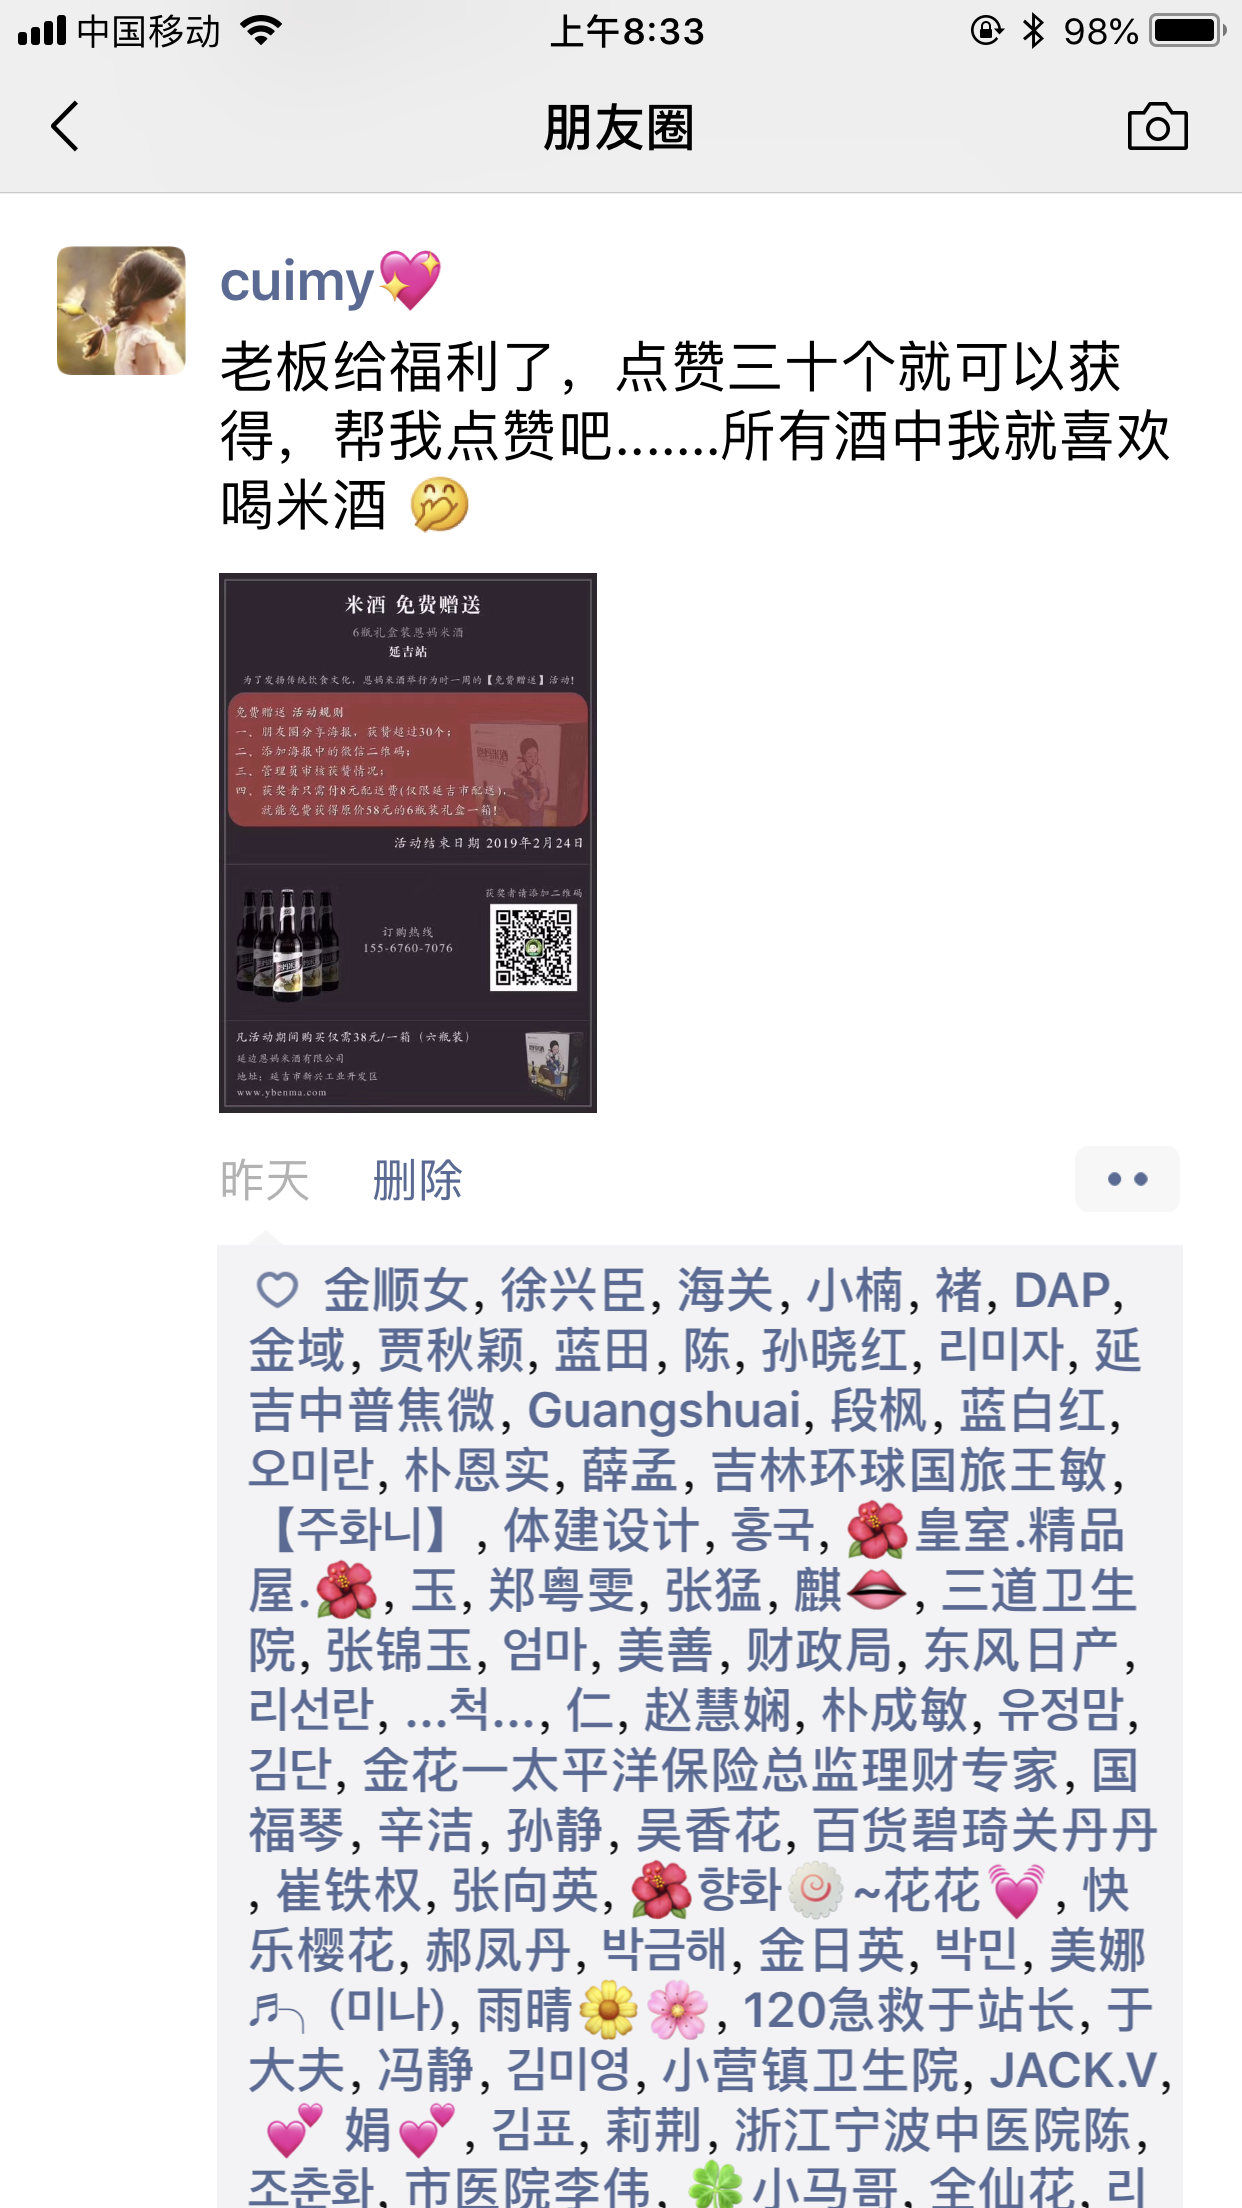 中国移动 上午8:33 98%
朋友圈
cuimy💖
老板给福利了，点赞三十个就可以获
得，帮我点赞吧.......所有酒中我就喜欢
喝米酒 🤭
米酒 免费赠送
6瓶礼盒装恩妈米酒
延吉站
为了发扬传统饮食文化，恩妈米酒举行为时一周的【免费赠送】活动!
免费赠送 活动规则
一、朋友圈分享海报，获赞超过30个；
二、添加海报中的微信二维码；
三、管理员审核获赞情况；
四、获奖者只需付8元配送费(仅限延吉市配送)，
就能免费获得原价58元的6瓶装礼盒一箱!
活动结束日期 2019年2月24日
获奖者请添加二维码
订购热线
155-6760-7076
凡活动期间购买仅需38元/一箱（六瓶装）
延边恩妈米酒有限公司
地址：延吉市新兴工业开发区
www.ybenma.com
昨天 删除
金顺女, 徐兴臣, 海关, 小楠, 褚, DAP,
金域, 贾秋颖, 蓝田, 陈, 孙晓红, 리미자, 延
吉中普焦微, Guangshuai, 段枫, 蓝白红,
오미란, 朴恩实, 薛孟, 吉林环球国旅王敏,
【주화니】, 体建设计, 홍국, 🌺皇室.精品
屋.🌺, 玉, 郑粤雯, 张猛, 麒👄, 三道卫生
院, 张锦玉, 엄마, 美善, 财政局, 东风日产,
리선란, ...척..., 仁, 赵慧娴, 朴成敏, 유정맘,
김단, 金花一太平洋保险总监理财专家, 国
福琴, 辛洁, 孙静, 吴香花, 百货碧琦关丹丹
, 崔铁权, 张向英, 🌺향화🍥~花花💓, 快
乐樱花, 郝凤丹, 박금해, 金日英, 박민, 美娜
♬╮(미나), 雨晴🌼🌸, 120急救于站长, 于
大夫, 冯静, 김미영, 小营镇卫生院, JACK.V,
💕 娟💕, 김표, 莉荆, 浙江宁波中医院陈,
조춘화, 市医院李伟, 🍀小马哥, 全仙花, 리